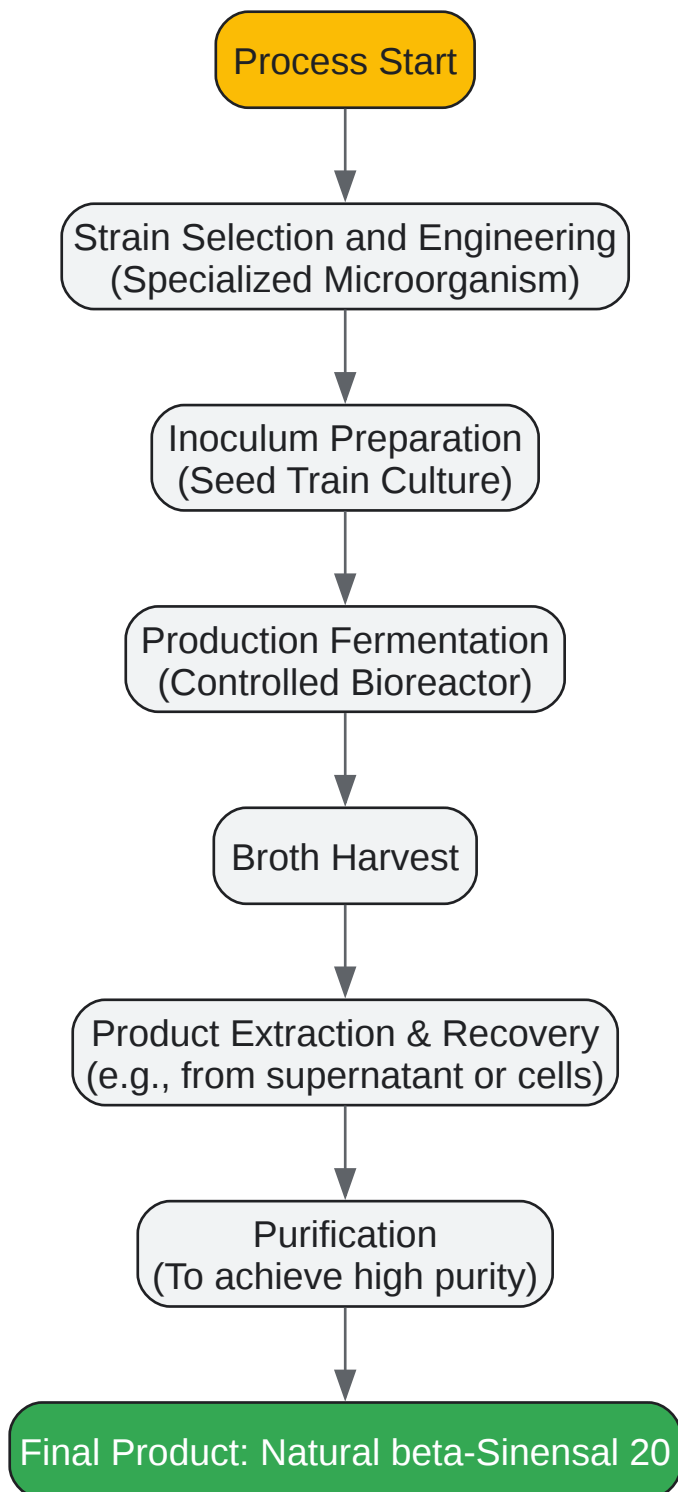 Process Start
Strain Selection and Engineering
(Specialized Microorganism)
Inoculum Preparation
(Seed Train Culture)
Production Fermentation
(Controlled Bioreactor)
Broth Harvest
Product Extraction & Recovery
(e.g., from supernatant or cells)
Purification
(To achieve high purity)
Final Product: Natural beta-Sinensal 20